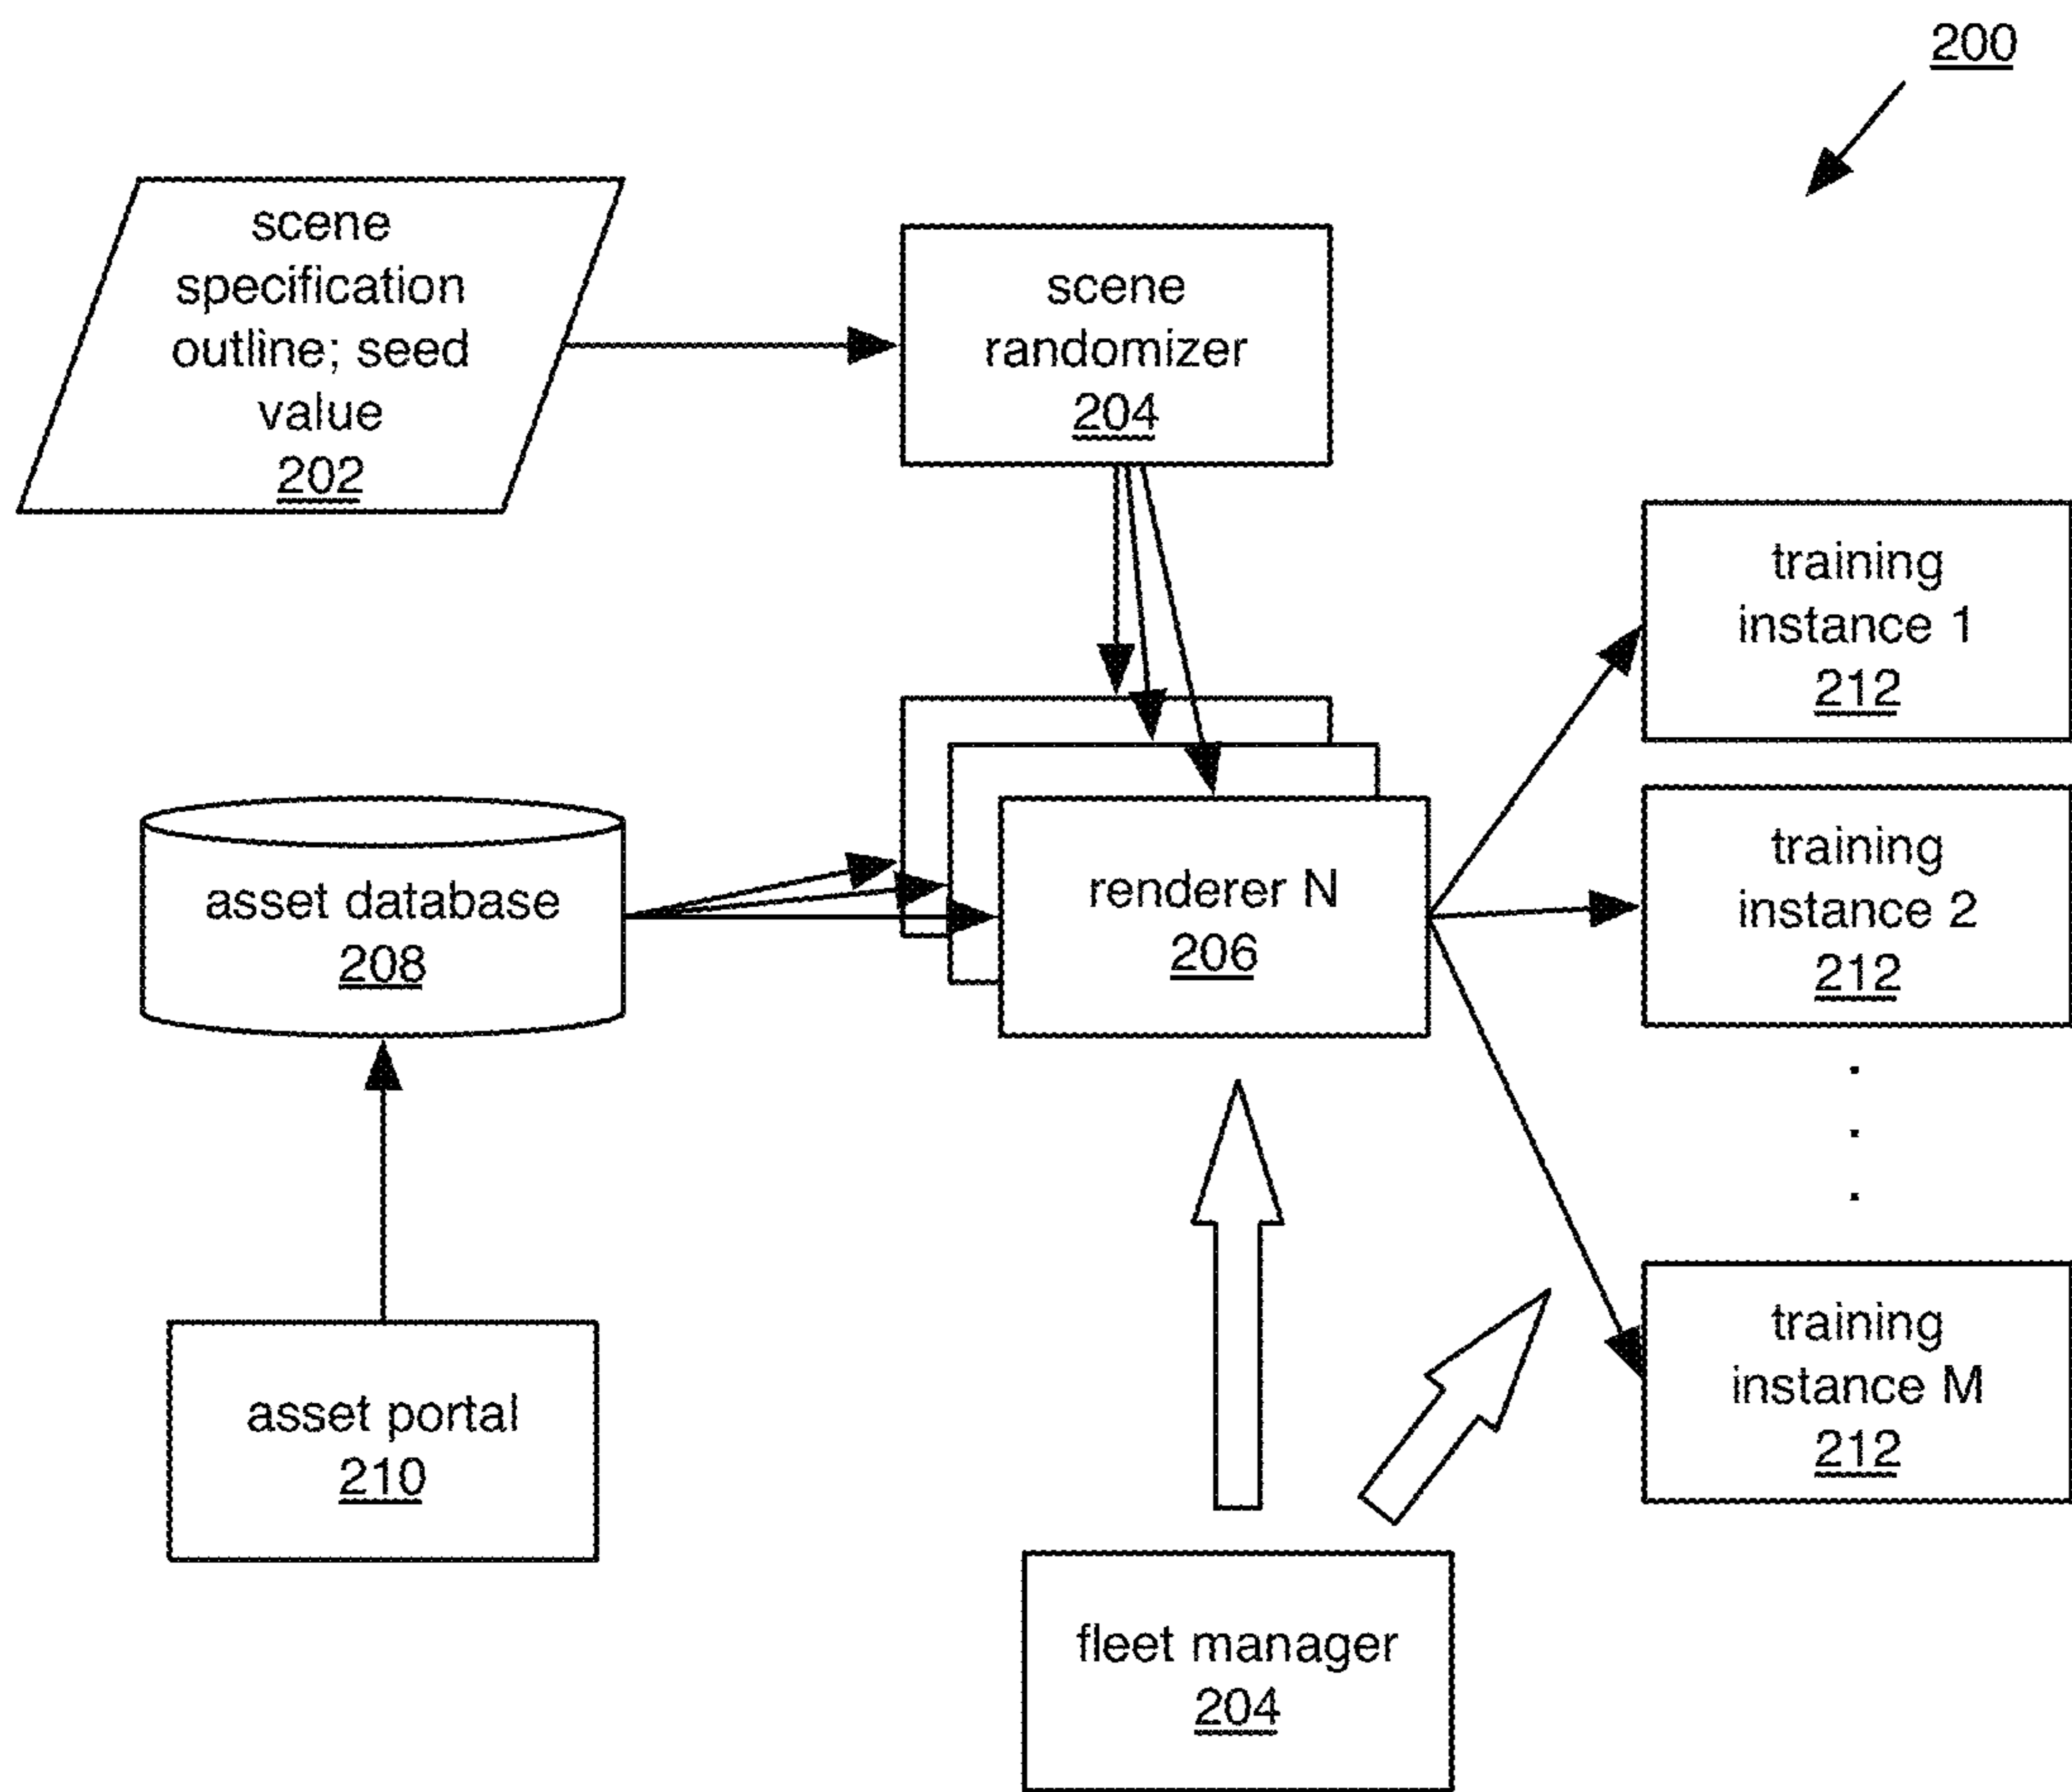 200
scene
specification
outline; seed
value
202
scene
randomizer
204
training
instance 1
212
asset database
208
renderer N
206
training
instance 2
212
asset portal
210
training
instance M
212
fleet manager
204